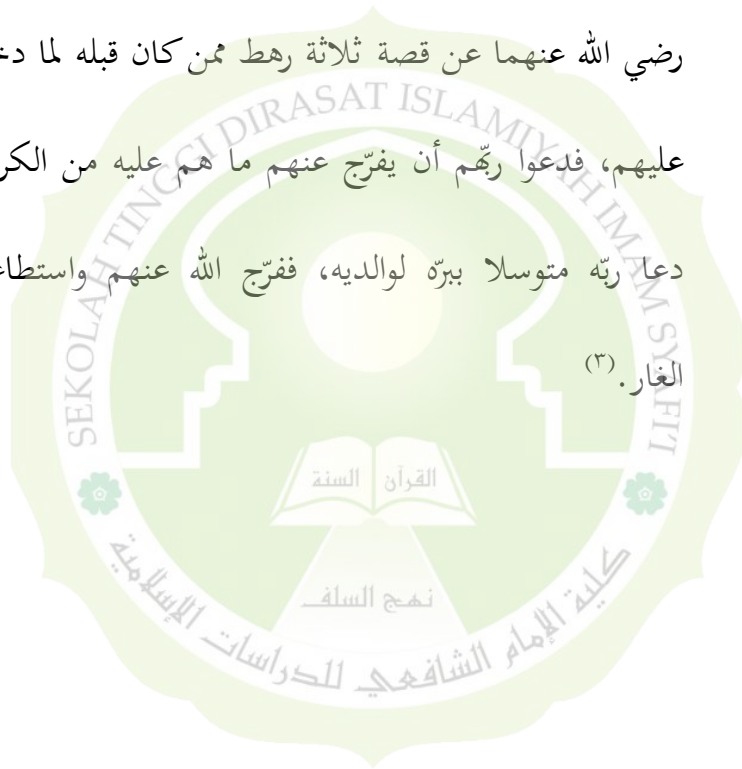 رضي الله عنهما عن قصة ثلاثة رهط ممن كان قبله لما
عليهم، فدعوا ربّهم أن يفرّج عنهم ما هم عليه من
دعا ربّه متوسلا ببرّه لوالديه، ففرّج الله عنهم
الغار.(٣)
SEKOLAH TINGGI DIRASAT ISLAMIYAH IMAM SYAFI'I
القرآن السنة
نهج السلف
كلية الإمام الشافعي للدراسات الإسلامية